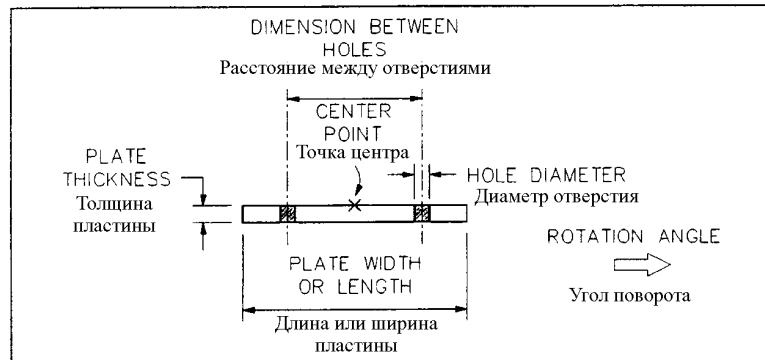 DIMENSION BETWEEN
HOLES
Расстояние между отверстиями
CENTER
POINT
Точка центра
PLATE
THICKNESS
Толщина
пластины
HOLE DIAMETER
Диаметр отверстия
PLATE WIDTH
OR LENGTH
Длина или ширина
пластины
ROTATION ANGLE
Угол поворота